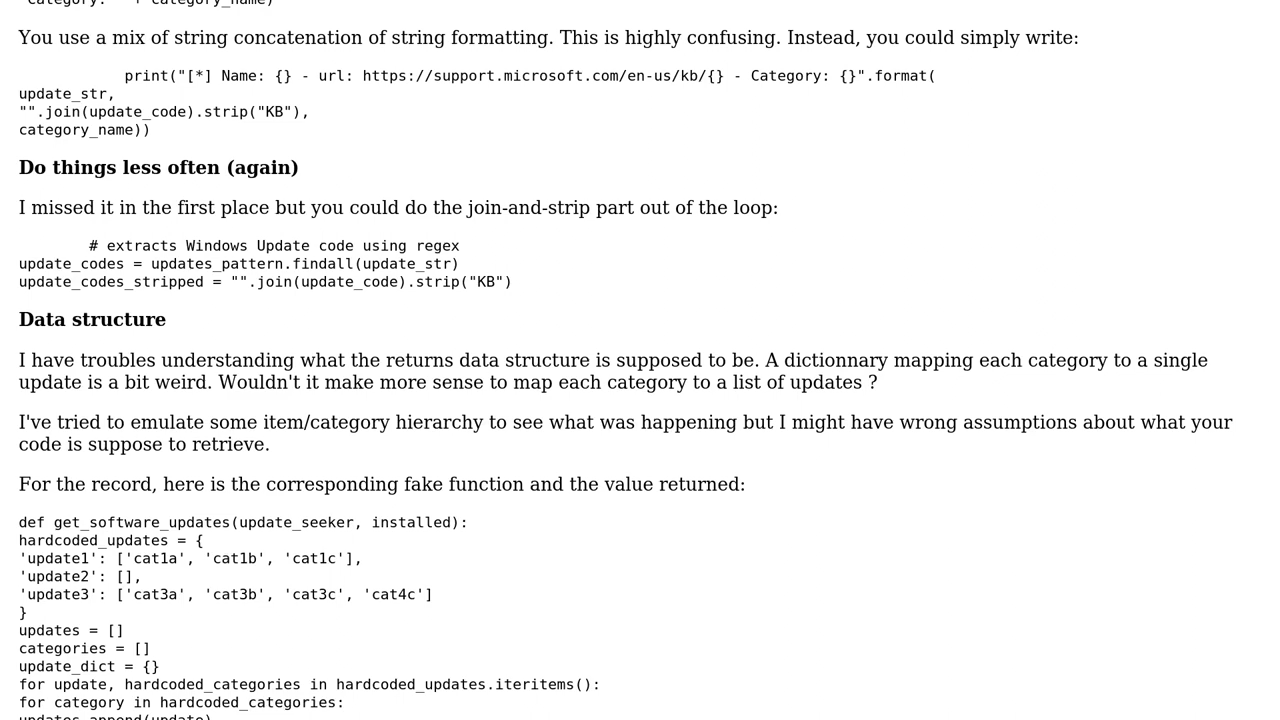 category: " + category_name)
You use a mix of string concatenation of string formatting. This is highly confusing. Instead, you could simply write:
            print("[*] Name: {} - url: https://support.microsoft.com/en-us/kb/{} - Category: {}".format(
update_str,
"".join(update_code).strip("KB"),
category_name))
Do things less often (again)
I missed it in the first place but you could do the join-and-strip part out of the loop:
        # extracts Windows Update code using regex
update_codes = updates_pattern.findall(update_str)
update_codes_stripped = "".join(update_code).strip("KB")
Data structure
I have troubles understanding what the returns data structure is supposed to be. A dictionnary mapping each category to a single
update is a bit weird. Wouldn't it make more sense to map each category to a list of updates ?
I've tried to emulate some item/category hierarchy to see what was happening but I might have wrong assumptions about what your
code is suppose to retrieve.
For the record, here is the corresponding fake function and the value returned:
def get_software_updates(update_seeker, installed):
hardcoded_updates = {
'update1': ['cat1a', 'cat1b', 'cat1c'],
'update2': [],
'update3': ['cat3a', 'cat3b', 'cat3c', 'cat4c']
}
updates = []
categories = []
update_dict = {}
for update, hardcoded_categories in hardcoded_updates.iteritems():
for category in hardcoded_categories:
updates.append(update)